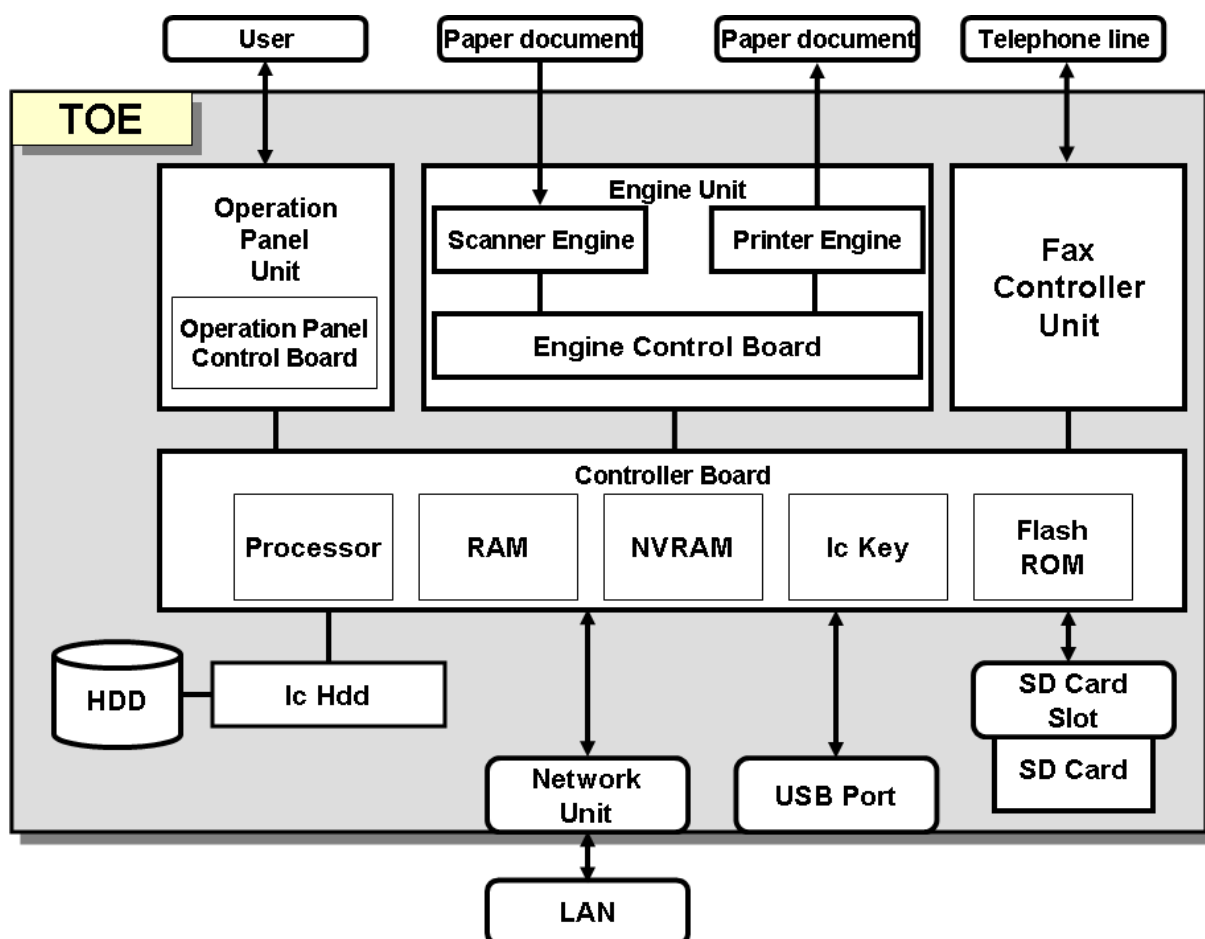 User
Paper document
Paper document
Telephone line
TOE
Operation
Panel
Unit
Operation Panel
Control Board
Engine Unit
Scanner Engine
Printer Engine
Engine Control Board
Fax
Controller
Unit
Controller Board
Processor
RAM
NVRAM
Ic Key
Flash
ROM
HDD
Ic Hdd
Network
Unit
USB Port
SD Card
Slot
SD Card
LAN